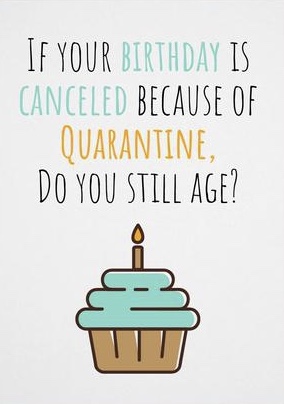 If your birthday is
canceled because of
Quarantine,
Do you still age?